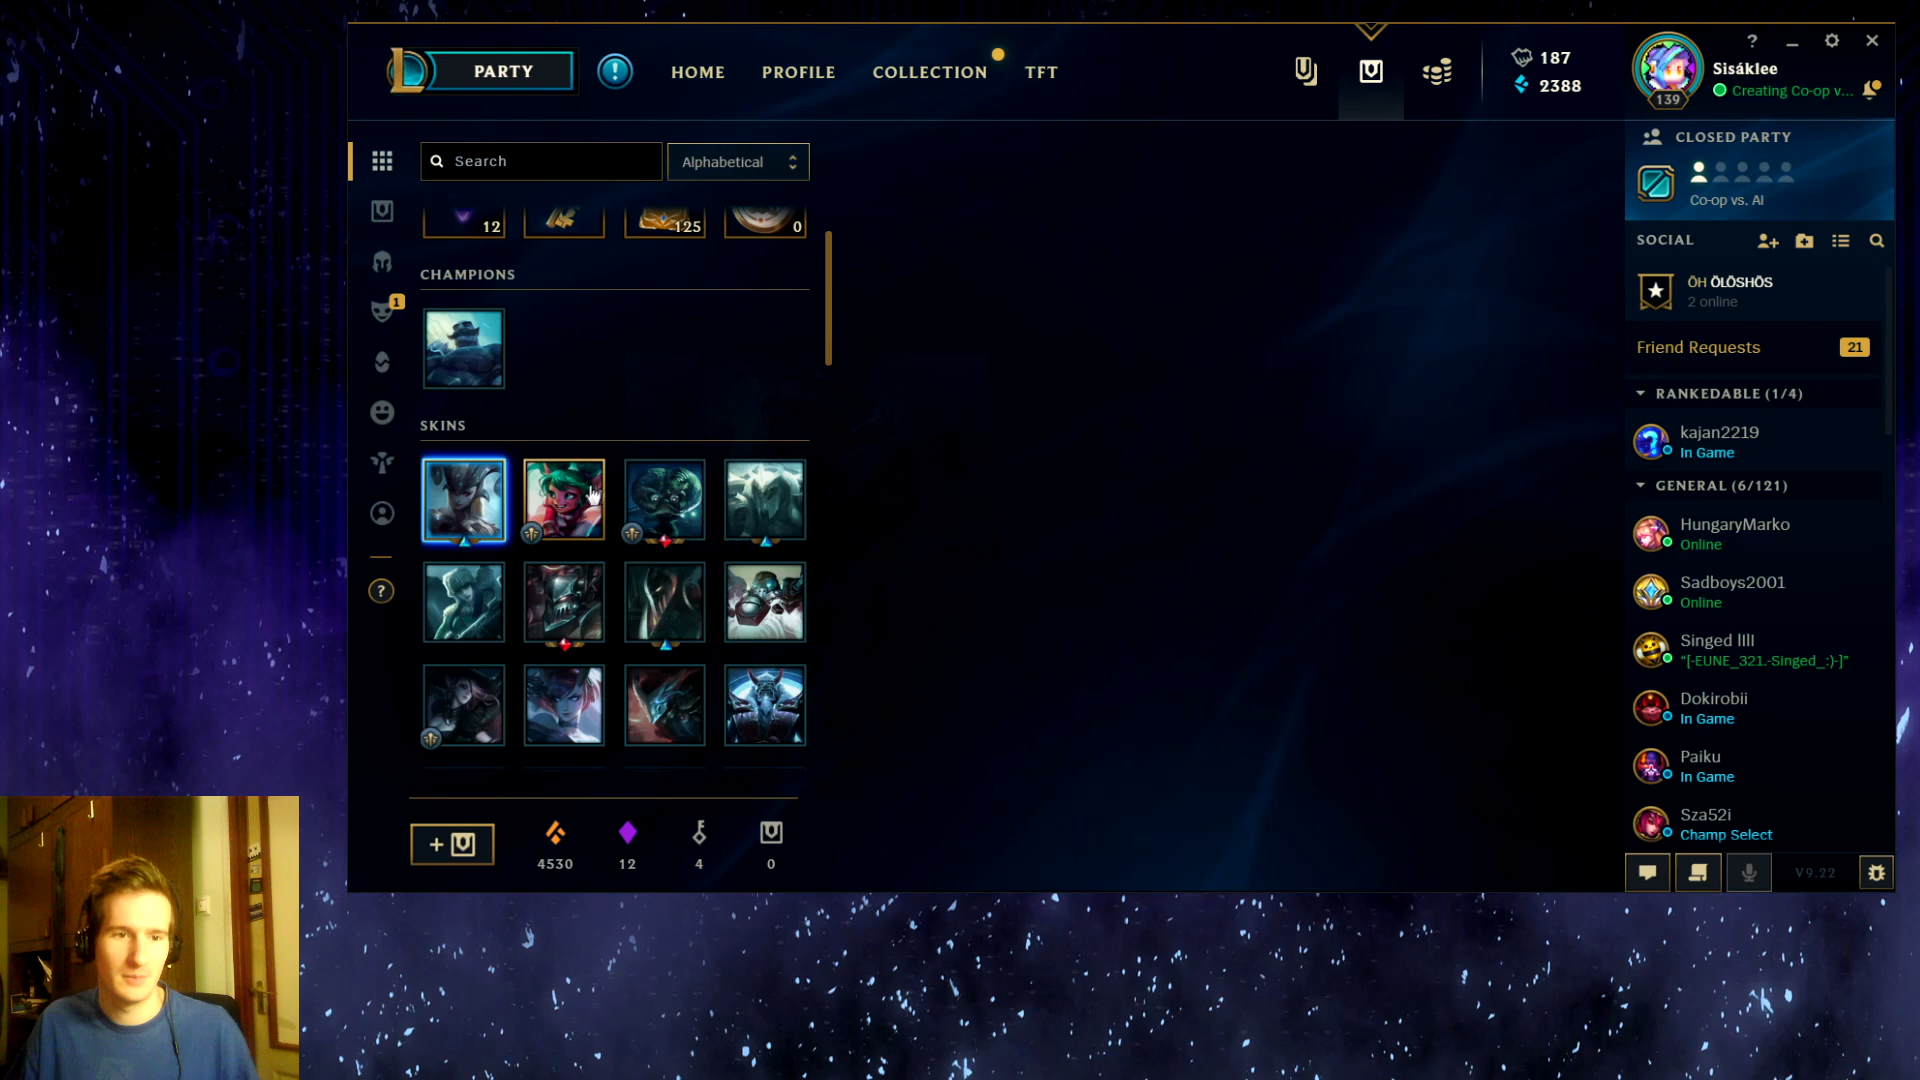 PARTY
HOME
PROFILE
COLLECTION
TFT
187
2388
139
Sisáklee
Creating Co-op v...
Search
Alphabetical
12
125
0
CHAMPIONS
1
SKINS
?
4530
12
4
0
CLOSED PARTY
Co-op vs. AI
SOCIAL
ÖH ÖLÖSHÖS
2 online
Friend Requests
21
RANKEDABLE (1/4)
kajan2219
In Game
GENERAL (6/121)
HungaryMarko
Online
Sadboys2001
Online
Singed llll
"[-EUNE_321.-Singed_:)-]"
Dokirobii
In Game
Paiku
In Game
Sza52i
Champ Select
V9.22